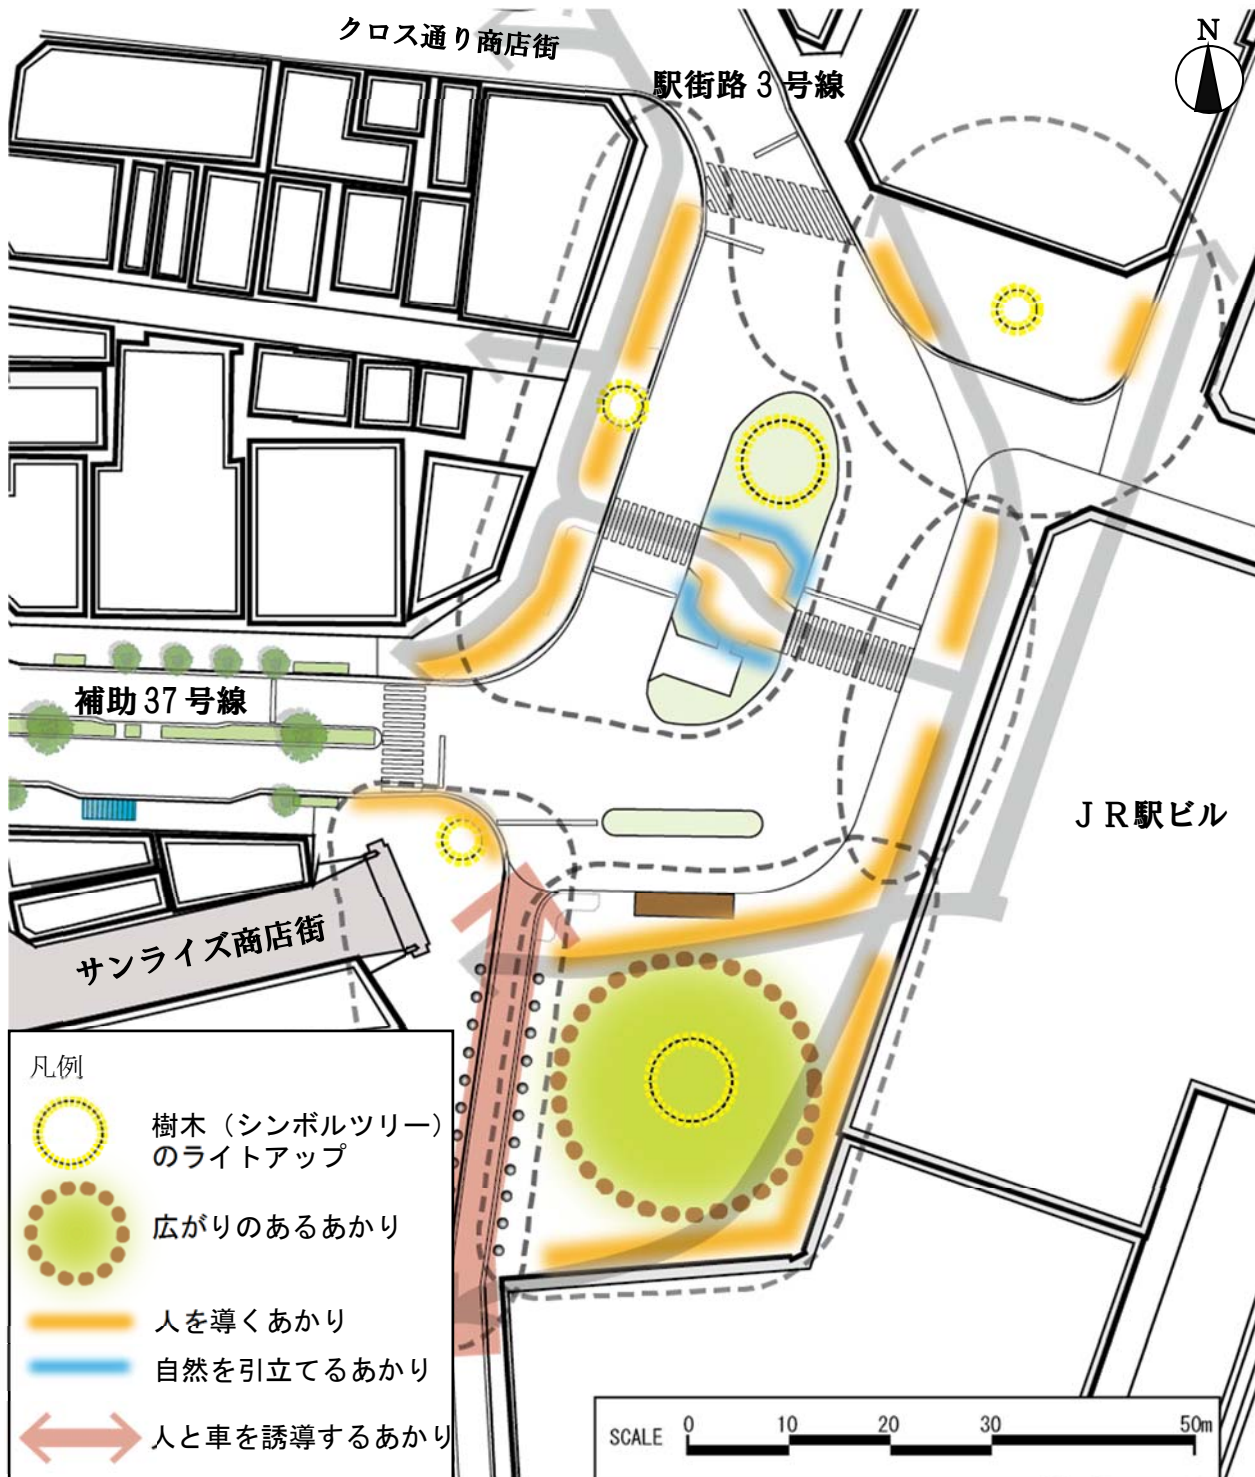 クロス通り商店街
N
駅街路3号線
補助37号線
JR駅ビル
サンライズ商店街
凡例
樹木（シンボルツリー）
のライトアップ
広がりのあるあかり
人を導くあかり
自然を引立てるあかり
人と車を誘導するあかり
SCALE 0 10 20 30 50m